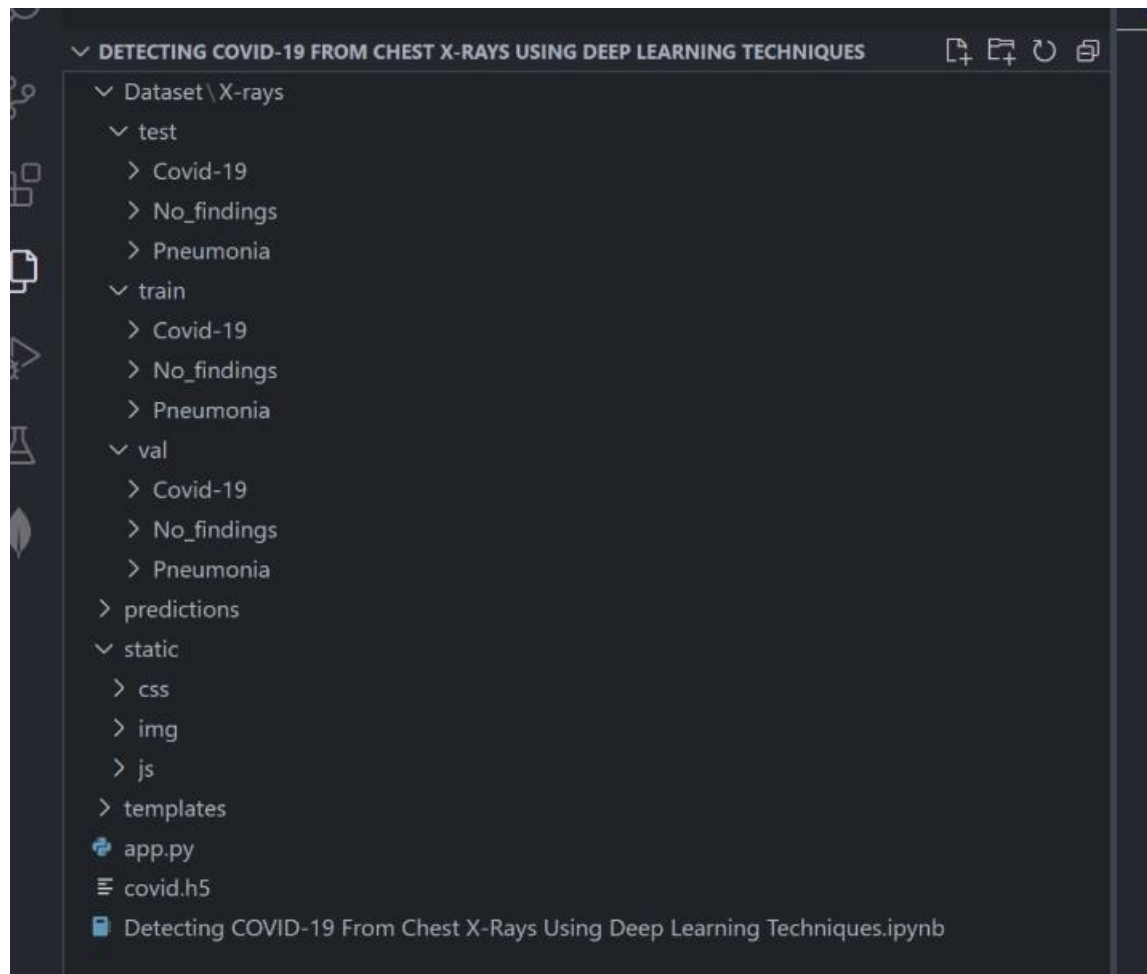 DETECTING COVID-19 FROM CHEST X-RAYS USING DEEP LEARNING TECHNIQUES
Dataset\X-rays
test
Covid-19
No_findings
Pneumonia
train
Covid-19
No_findings
Pneumonia
val
Covid-19
No_findings
Pneumonia
predictions
static
css
img
js
templates
app.py
covid.h5
Detecting COVID-19 From Chest X-Rays Using Deep Learning Techniques.ipynb